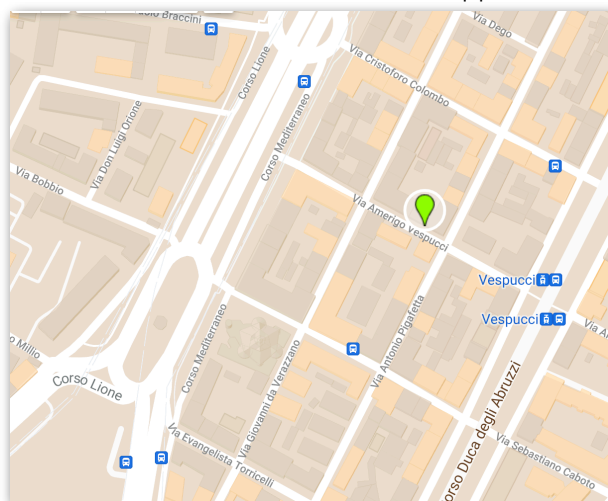 Braccini
Via Dego
Corso Lione
Via Cristoforo Colombo
Corso Mediterraneo
Via Don Luigi Orione
Via Bobbio
Via Amerigo Vespucci
Vespucci
Vespucci
Via Antonio Pigafetta
Corso Mediterraneo
o Millio
Corso Lione
Via Giovanni da Verazzano
orso Duca degli Abruzzi
Via Evangelista Torricelli
Via Sebastiano Caboto